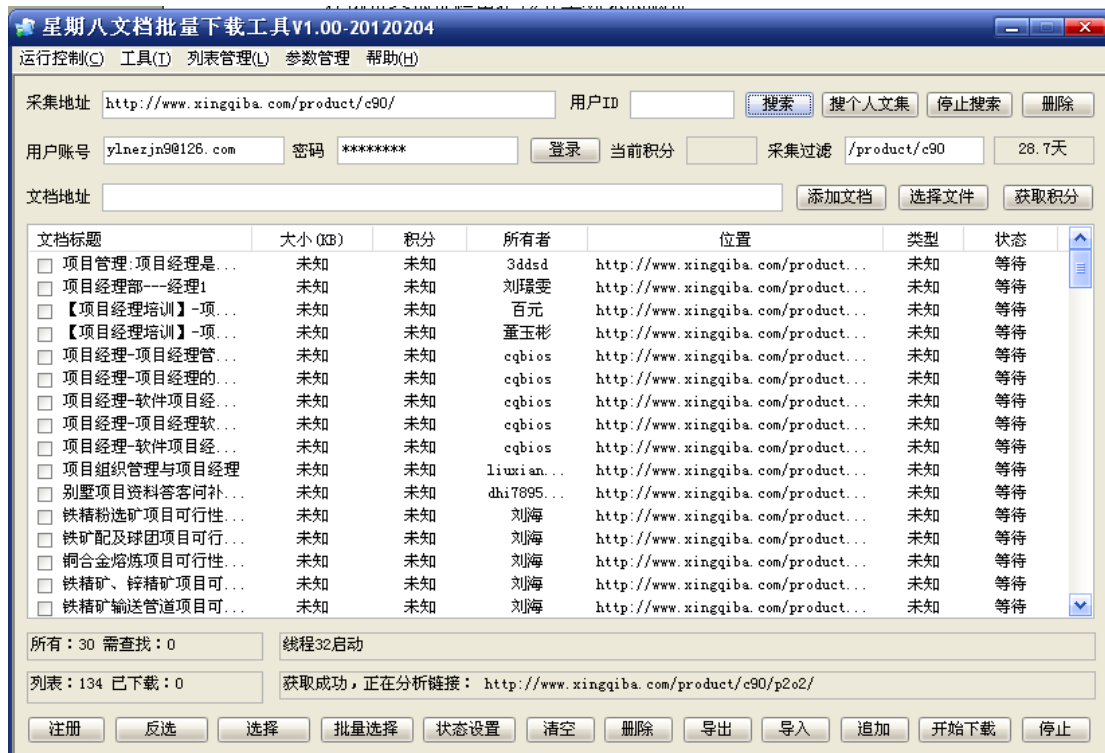 星期八文档批量下载工具V1.00-20120204
运行控制(C) 工具(T) 列表管理(L) 参数管理 帮助(H)
采集地址 http://www.xingqiba.com/product/c90/ 用户ID 搜索 搜个人文集 停止搜索 删除
用户账号 ylnezjn9@126.com 密码 ******** 登录 当前积分 采集过滤 /product/c90 28.7天
文档地址 添加文档 选择文件 获取积分
文档标题 大小(KB) 积分 所有者 位置 类型 状态
项目管理:项目经理是... 未知 未知 3ddsd http://www.xingqiba.com/product... 未知 等待
项目经理部---经理1 未知 未知 刘璟雯 http://www.xingqiba.com/product... 未知 等待
【项目经理培训】-项... 未知 未知 百元 http://www.xingqiba.com/product... 未知 等待
【项目经理培训】-项... 未知 未知 董玉彬 http://www.xingqiba.com/product... 未知 等待
项目经理-项目经理管... 未知 未知 cqbios http://www.xingqiba.com/product... 未知 等待
项目经理-项目经理的... 未知 未知 cqbios http://www.xingqiba.com/product... 未知 等待
项目经理-软件项目经... 未知 未知 cqbios http://www.xingqiba.com/product... 未知 等待
项目经理-项目经理软... 未知 未知 cqbios http://www.xingqiba.com/product... 未知 等待
项目经理-软件项目经... 未知 未知 cqbios http://www.xingqiba.com/product... 未知 等待
项目组织管理与项目经理 未知 未知 liuxian... http://www.xingqiba.com/product... 未知 等待
别墅项目资料答客问补... 未知 未知 dhi7895... http://www.xingqiba.com/product... 未知 等待
铁精粉选矿项目可行性... 未知 未知 刘海 http://www.xingqiba.com/product... 未知 等待
铁矿配及球团项目可行... 未知 未知 刘海 http://www.xingqiba.com/product... 未知 等待
铜合金熔炼项目可行性... 未知 未知 刘海 http://www.xingqiba.com/product... 未知 等待
铁精矿、锌精矿项目可... 未知 未知 刘海 http://www.xingqiba.com/product... 未知 等待
铁精矿输送管道项目可... 未知 未知 刘海 http://www.xingqiba.com/product... 未知 等待
所有：30 需查找：0 线程32启动
列表：134 已下载：0 获取成功，正在分析链接： http://www.xingqiba.com/product/c90/p2o2/
注册 反选 选择 批量选择 状态设置 清空 删除 导出 导入 追加 开始下载 停止